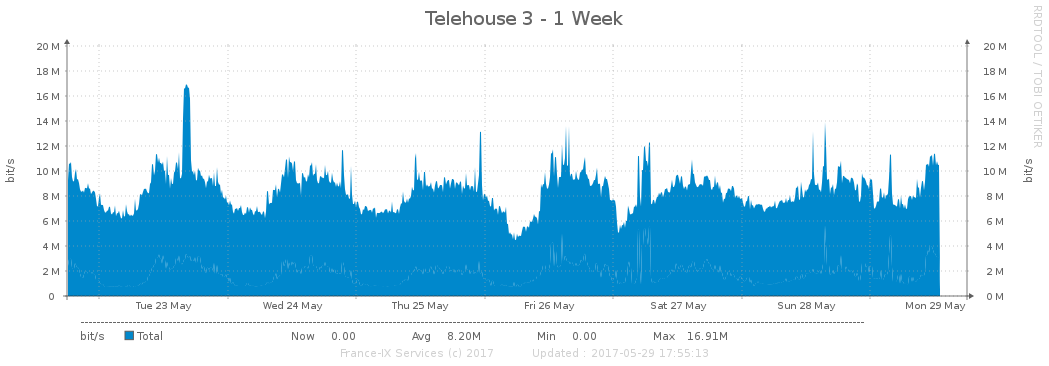 Telehouse 3 - 1 Week
RRDTOOL / TOBI OETIKER
bit/s
20 M
18 M
16 M
14 M
12 M
10 M
8 M
6 M
4 M
2 M
0
20 M
18 M
16 M
14 M
12 M
10 M
8 M
6 M
4 M
2 M
0 M
bit/s
Tue 23 May Wed 24 May Thu 25 May Fri 26 May Sat 27 May Sun 28 May Mon 29 May
bit/s Total Now 0.00 Avg 8.20M Min 0.00 Max 16.91M
France-IX Services (c) 2017 Updated : 2017-05-29 17:55:13